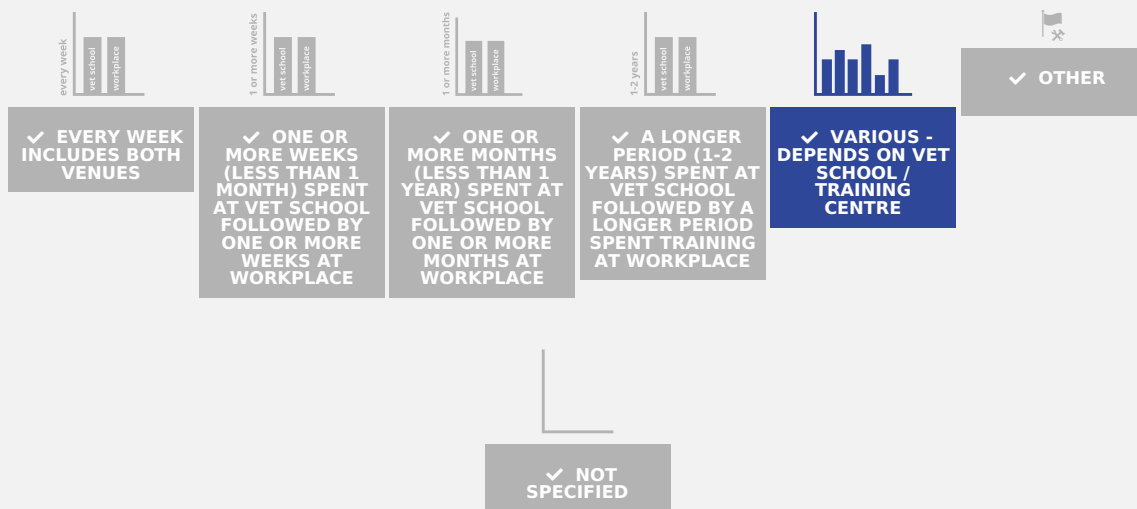 every week
vet school
workplace
EVERY WEEK
INCLUDES BOTH
VENUES
1 or more weeks
vet school
workplace
ONE OR
MORE WEEKS
(LESS THAN 1
MONTH) SPENT
AT VET SCHOOL
FOLLOWED BY
ONE OR MORE
WEEKS AT
WORKPLACE
1 or more months
vet school
workplace
ONE OR
MORE MONTHS
(LESS THAN 1
YEAR) SPENT AT
VET SCHOOL
FOLLOWED BY
ONE OR MORE
MONTHS AT
WORKPLACE
1-2 years
vet school
workplace
A LONGER
PERIOD (1-2
YEARS) SPENT AT
VET SCHOOL
FOLLOWED BY A
LONGER PERIOD
SPENT TRAINING
AT WORKPLACE
VARIOUS -
DEPENDS ON VET
SCHOOL /
TRAINING
CENTRE
OTHER
NOT
SPECIFIED